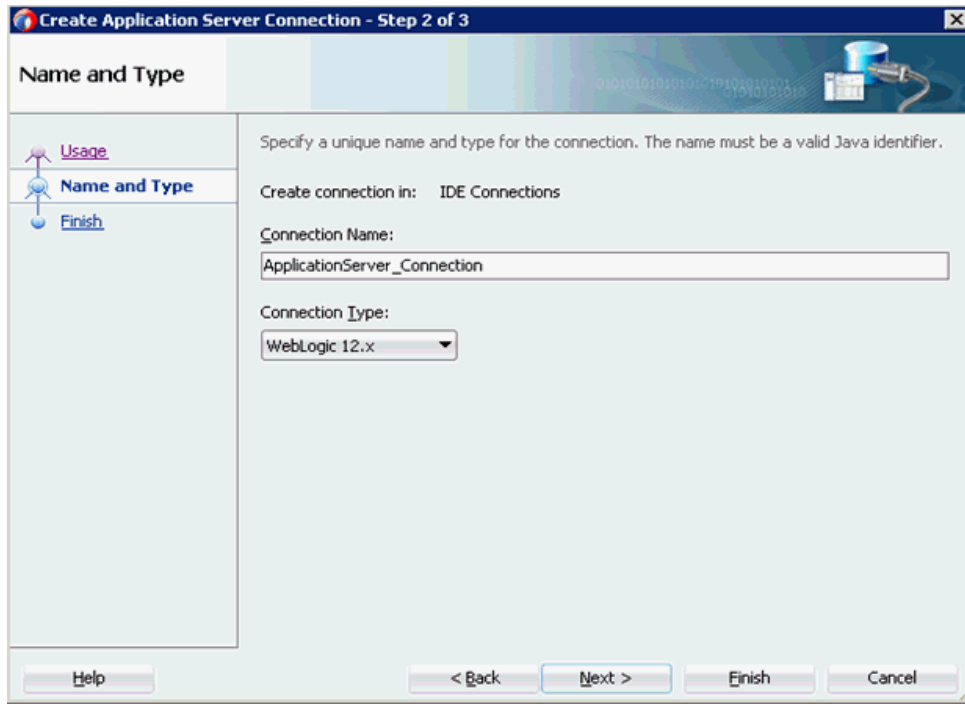 Create Application Server Connection - Step 2 of 3
Name and Type
Usage
Name and Type
Finish
Specify a unique name and type for the connection. The name must be a valid Java identifier.
Create connection in: IDE Connections
Connection Name:
ApplicationServer_Connection
Connection Type:
WebLogic 12.x
Help
< Back
Next >
Finish
Cancel